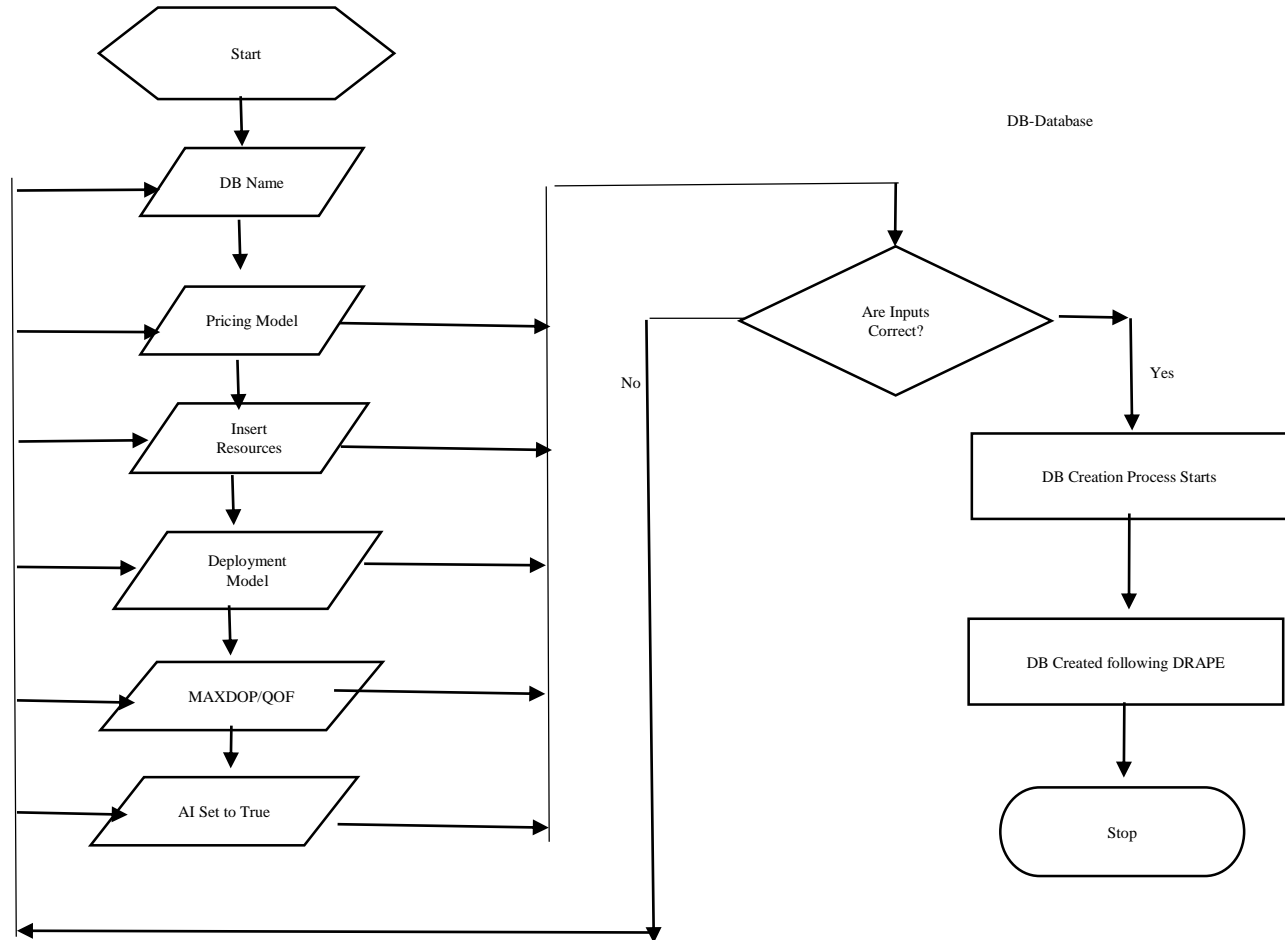 Start
DB-Database
DB Name
Pricing Model
Are Inputs
Correct?
No
Yes
Insert
Resources
DB Creation Process Starts
Deployment
Model
DB Created following DRAPE
MAXDOP/QOF
AI Set to True
Stop